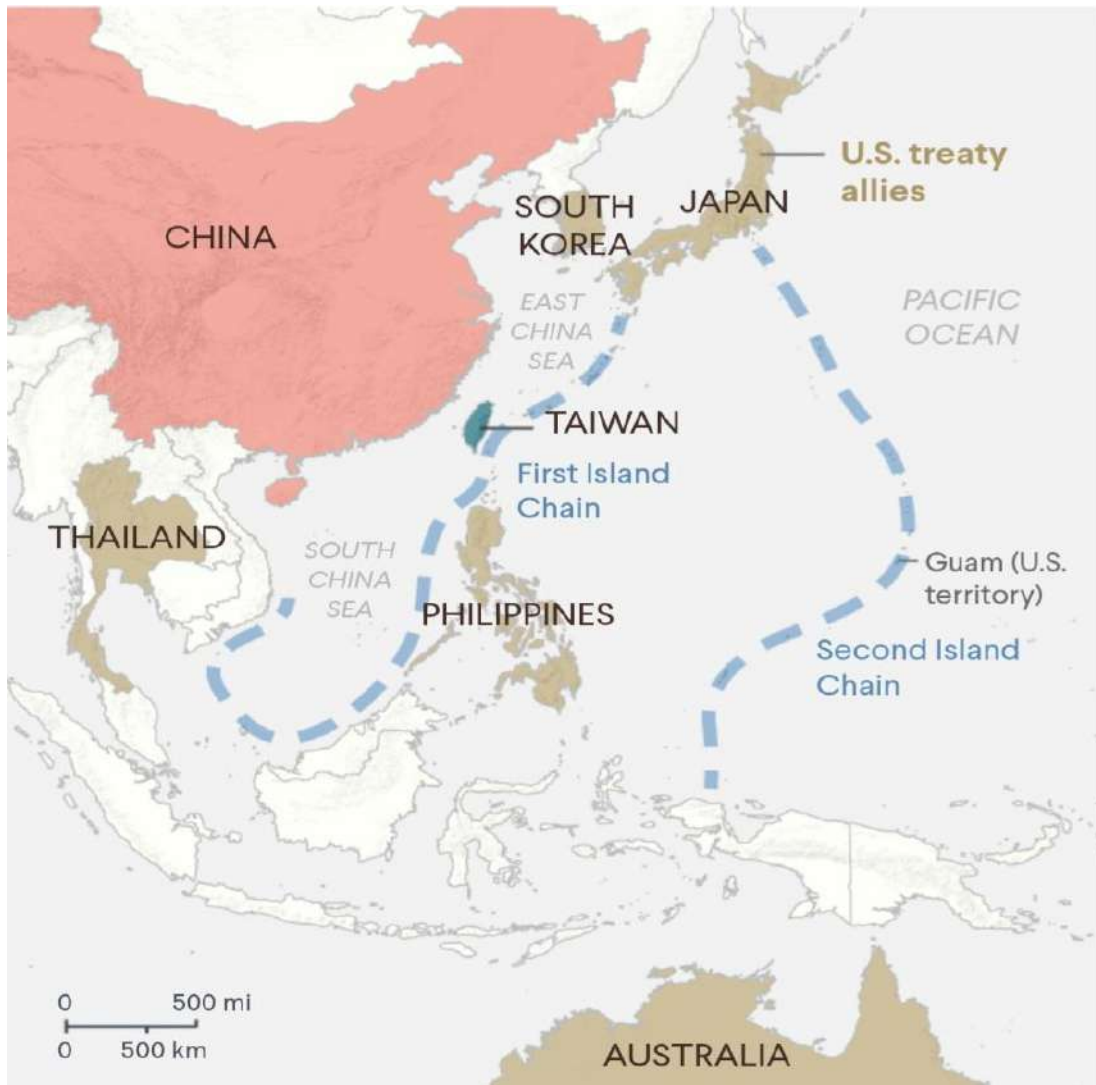 U.S. treaty
allies
SOUTH
KOREA
JAPAN
CHINA
EAST
CHINA
SEA
PACIFIC
OCEAN
TAIWAN
First Island
Chain
THAILAND
SOUTH
CHINA
SEA
Guam (U.S.
territory)
PHILIPPINES
Second Island
Chain
0 500 mi
0 500 km
AUSTRALIA